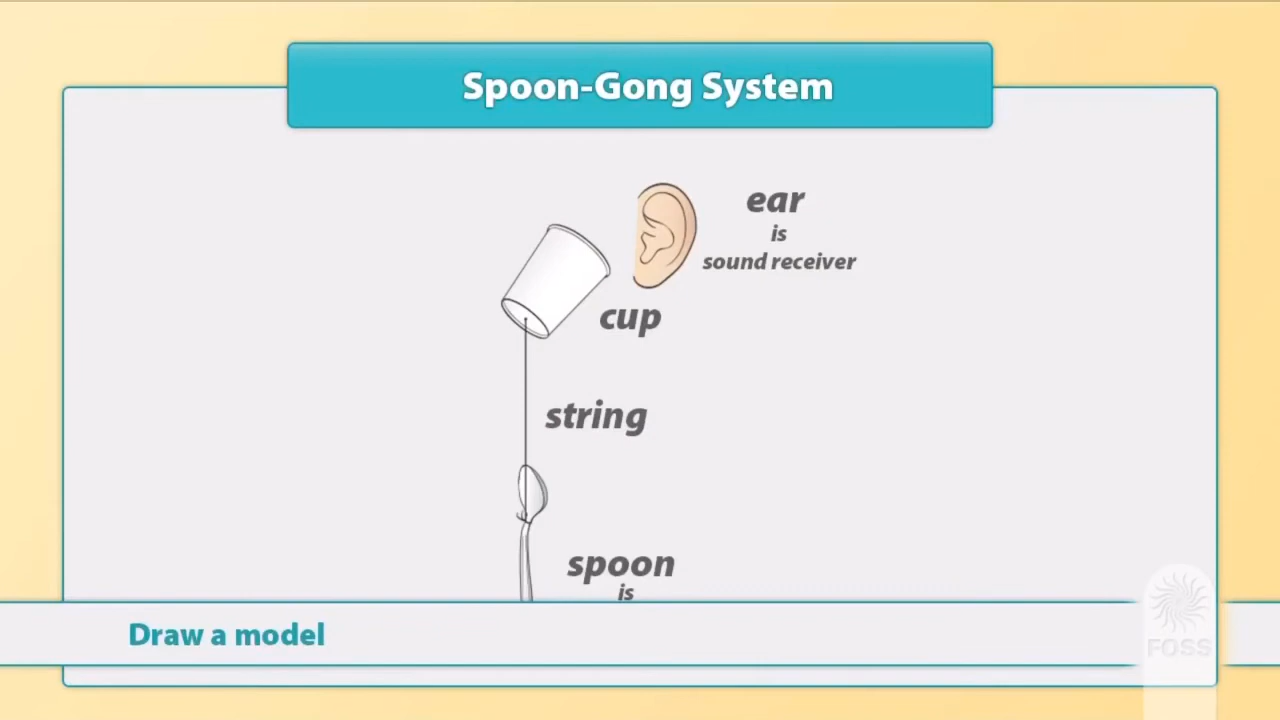 Spoon-Gong System
ear
is
sound receiver
cup
string
spoon
is
Draw a model
FOSS